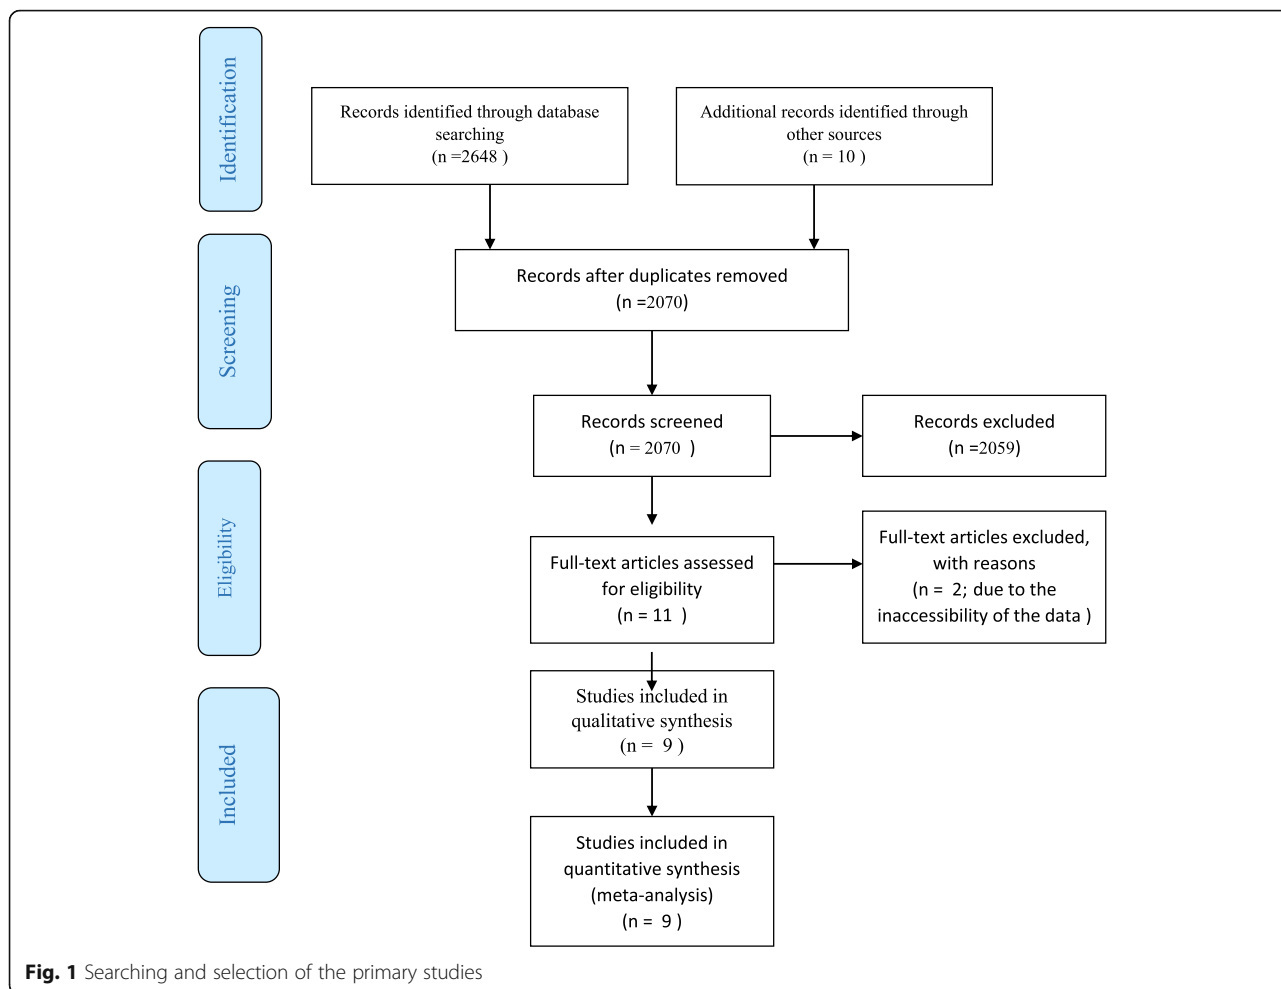 Identification
Records identified through database
searching
(n =2648 )
Additional records identified through
other sources
(n = 10 )
Screening
Records after duplicates removed
(n =2070)
Records screened
(n = 2070 )
Records excluded
(n =2059)
Eligibility
Full-text articles assessed
for eligibility
(n = 11 )
Full-text articles excluded,
with reasons
(n = 2; due to the
inaccessibility of the data )
Included
Studies included in
qualitative synthesis
(n = 9 )
Studies included in
quantitative synthesis
(meta-analysis)
(n = 9 )
Fig. 1 Searching and selection of the primary studies